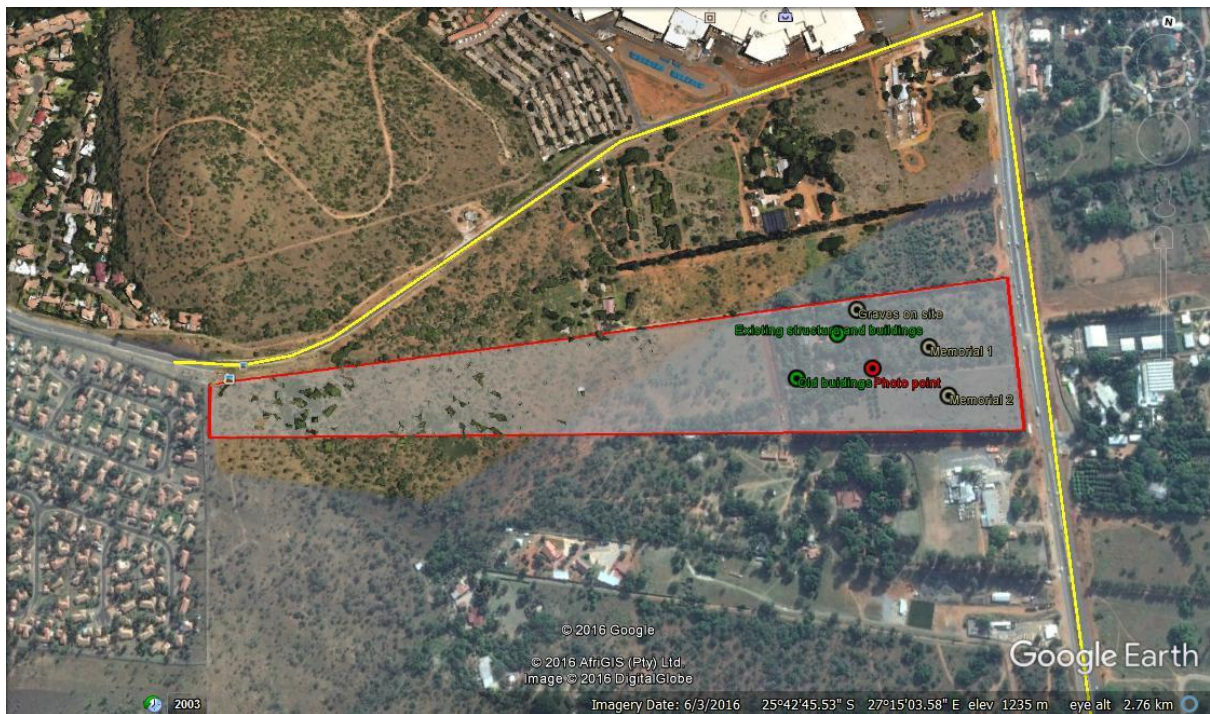 N
Graves on site
Existing structure and buildings
Memorial 1
Old buidings
Photo point
Memorial 2
© 2016 Google
© 2016 AfriGIS (Pty) Ltd.
Image © 2016 DigitalGlobe
Google Earth
2003
Imagery Date: 6/3/2016 25°42'45.53" S 27°15'03.58" E elev 1235 m eye alt 2.76 km